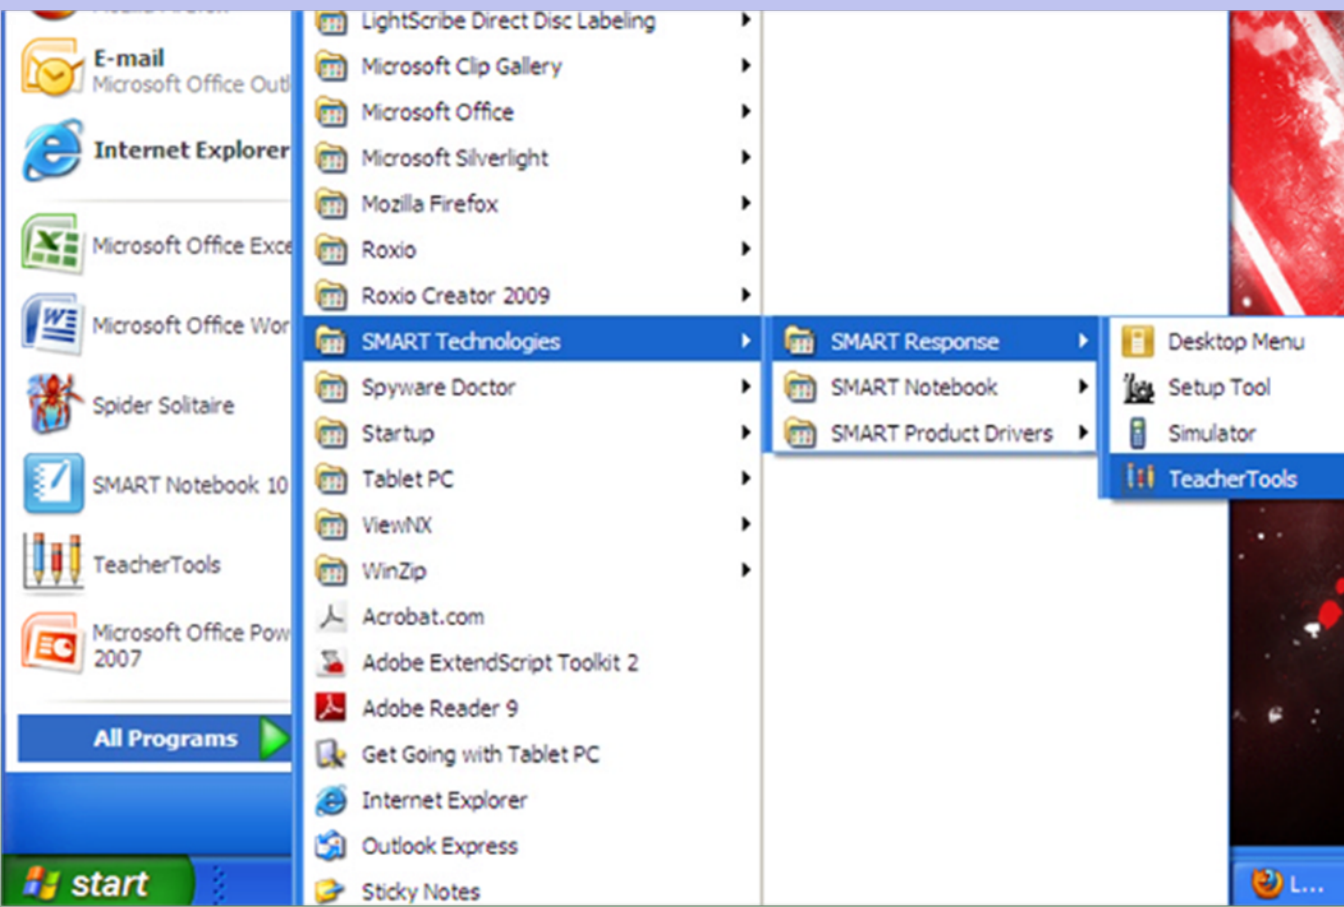 E-mail
Microsoft Office Outl
Internet Explorer
Microsoft Office Exce
Microsoft Office Wor
Spider Solitaire
SMART Notebook 10
TeacherTools
Microsoft Office Pow
2007
All Programs
start
LightScribe Direct Disc Labeling
Microsoft Clip Gallery
Microsoft Office
Microsoft Silverlight
Mozilla Firefox
Roxio
Roxio Creator 2009
SMART Technologies
Spyware Doctor
Startup
Tablet PC
ViewNX
WinZip
Acrobat.com
Adobe ExtendScript Toolkit 2
Adobe Reader 9
Get Going with Tablet PC
Internet Explorer
Outlook Express
Sticky Notes
SMART Response
SMART Notebook
SMART Product Drivers
Desktop Menu
Setup Tool
Simulator
TeacherTools
L...